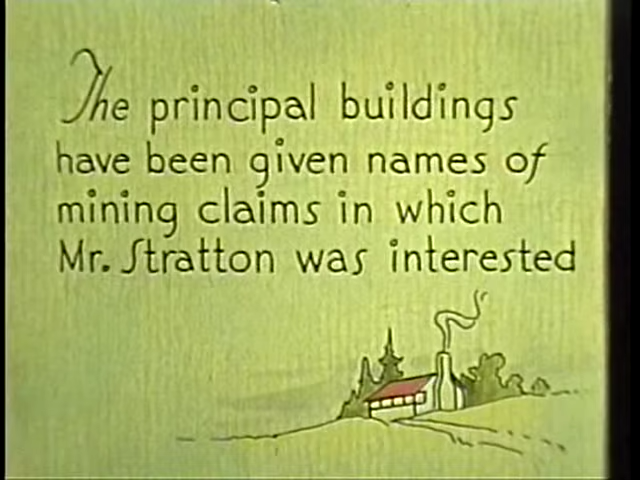 The principal buildings
have been given names of
mining claims in which
Mr. Stratton was interested